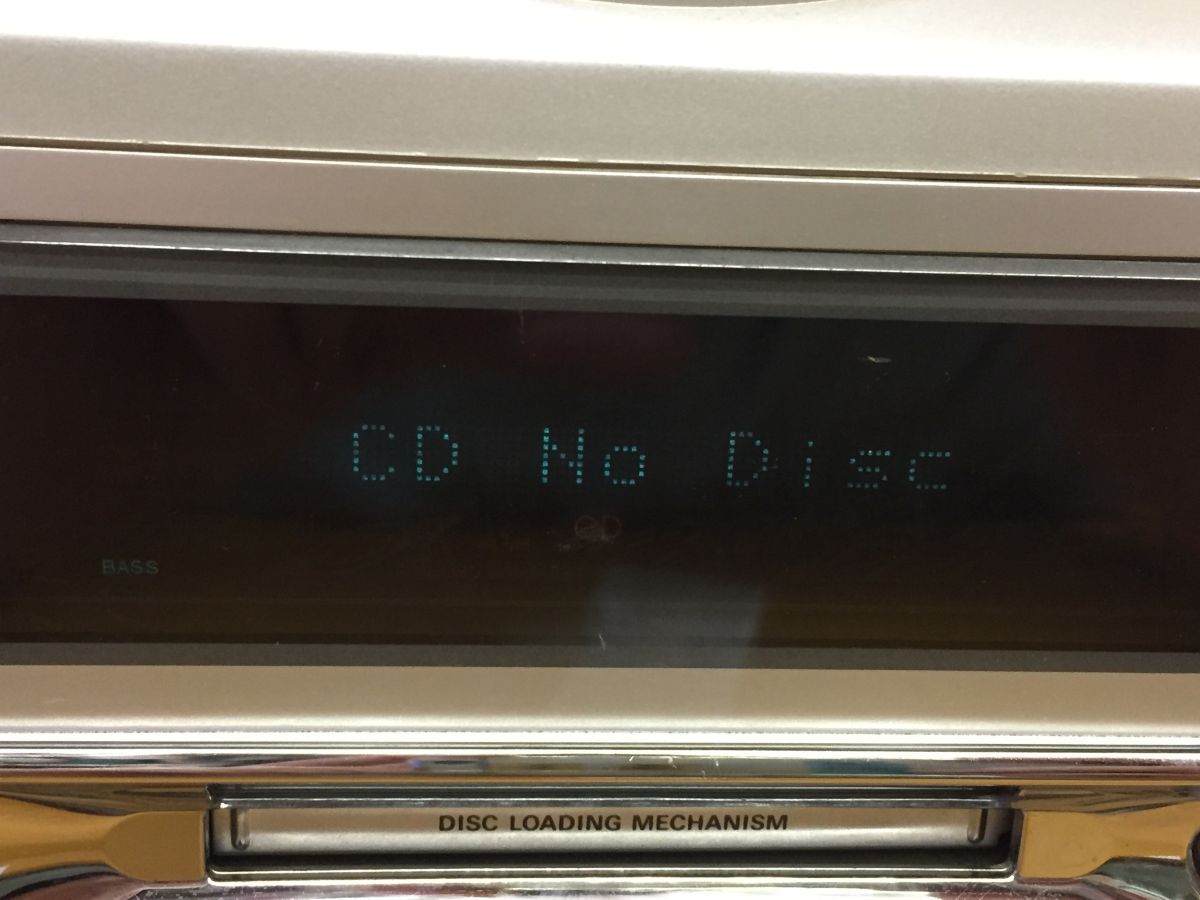 CD No Disc
BASS
DISC LOADING MECHANISM